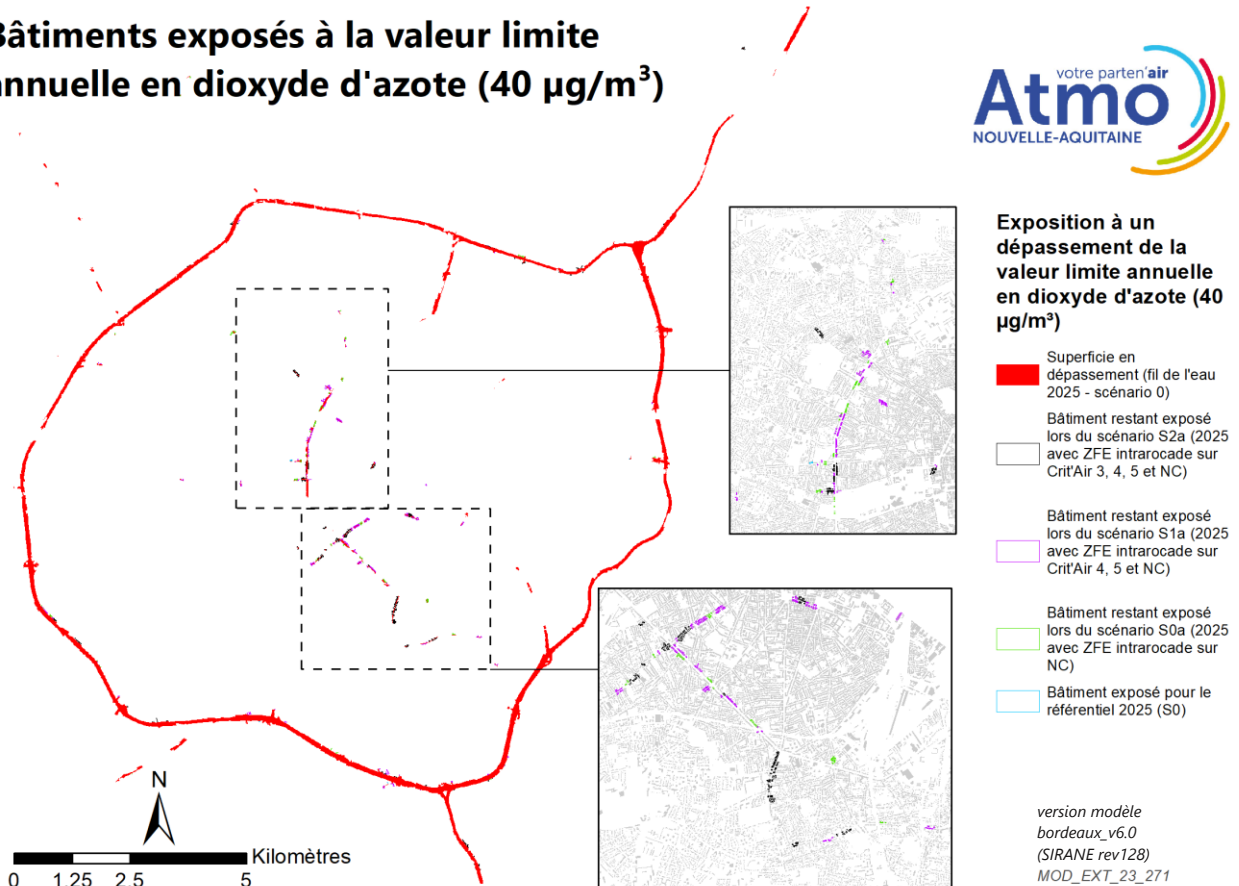 Bâtiments exposés à la valeur limite
annuelle en dioxyde d'azote (40 µg/m³)
votre parten'air
Atmo
NOUVELLE-AQUITAINE
Exposition à un
dépassement de la
valeur limite annuelle
en dioxyde d'azote (40
µg/m³)
Superficie en
dépassement (fil de l'eau
2025 - scénario 0)
Bâtiment restant exposé
lors du scénario S2a (2025
avec ZFE intrarocade sur
Crit'Air 3, 4, 5 et NC)
Bâtiment restant exposé
lors du scénario S1a (2025
avec ZFE intrarocade sur
Crit'Air 4, 5 et NC)
Bâtiment restant exposé
lors du scénario S0a (2025
avec ZFE intrarocade sur
NC)
Bâtiment exposé pour le
référentiel 2025 (S0)
N
Kilomètres
0 1,25 2,5 5
version modèle
bordeaux_v6.0
(SIRANE rev128)
MOD_EXT_23_271